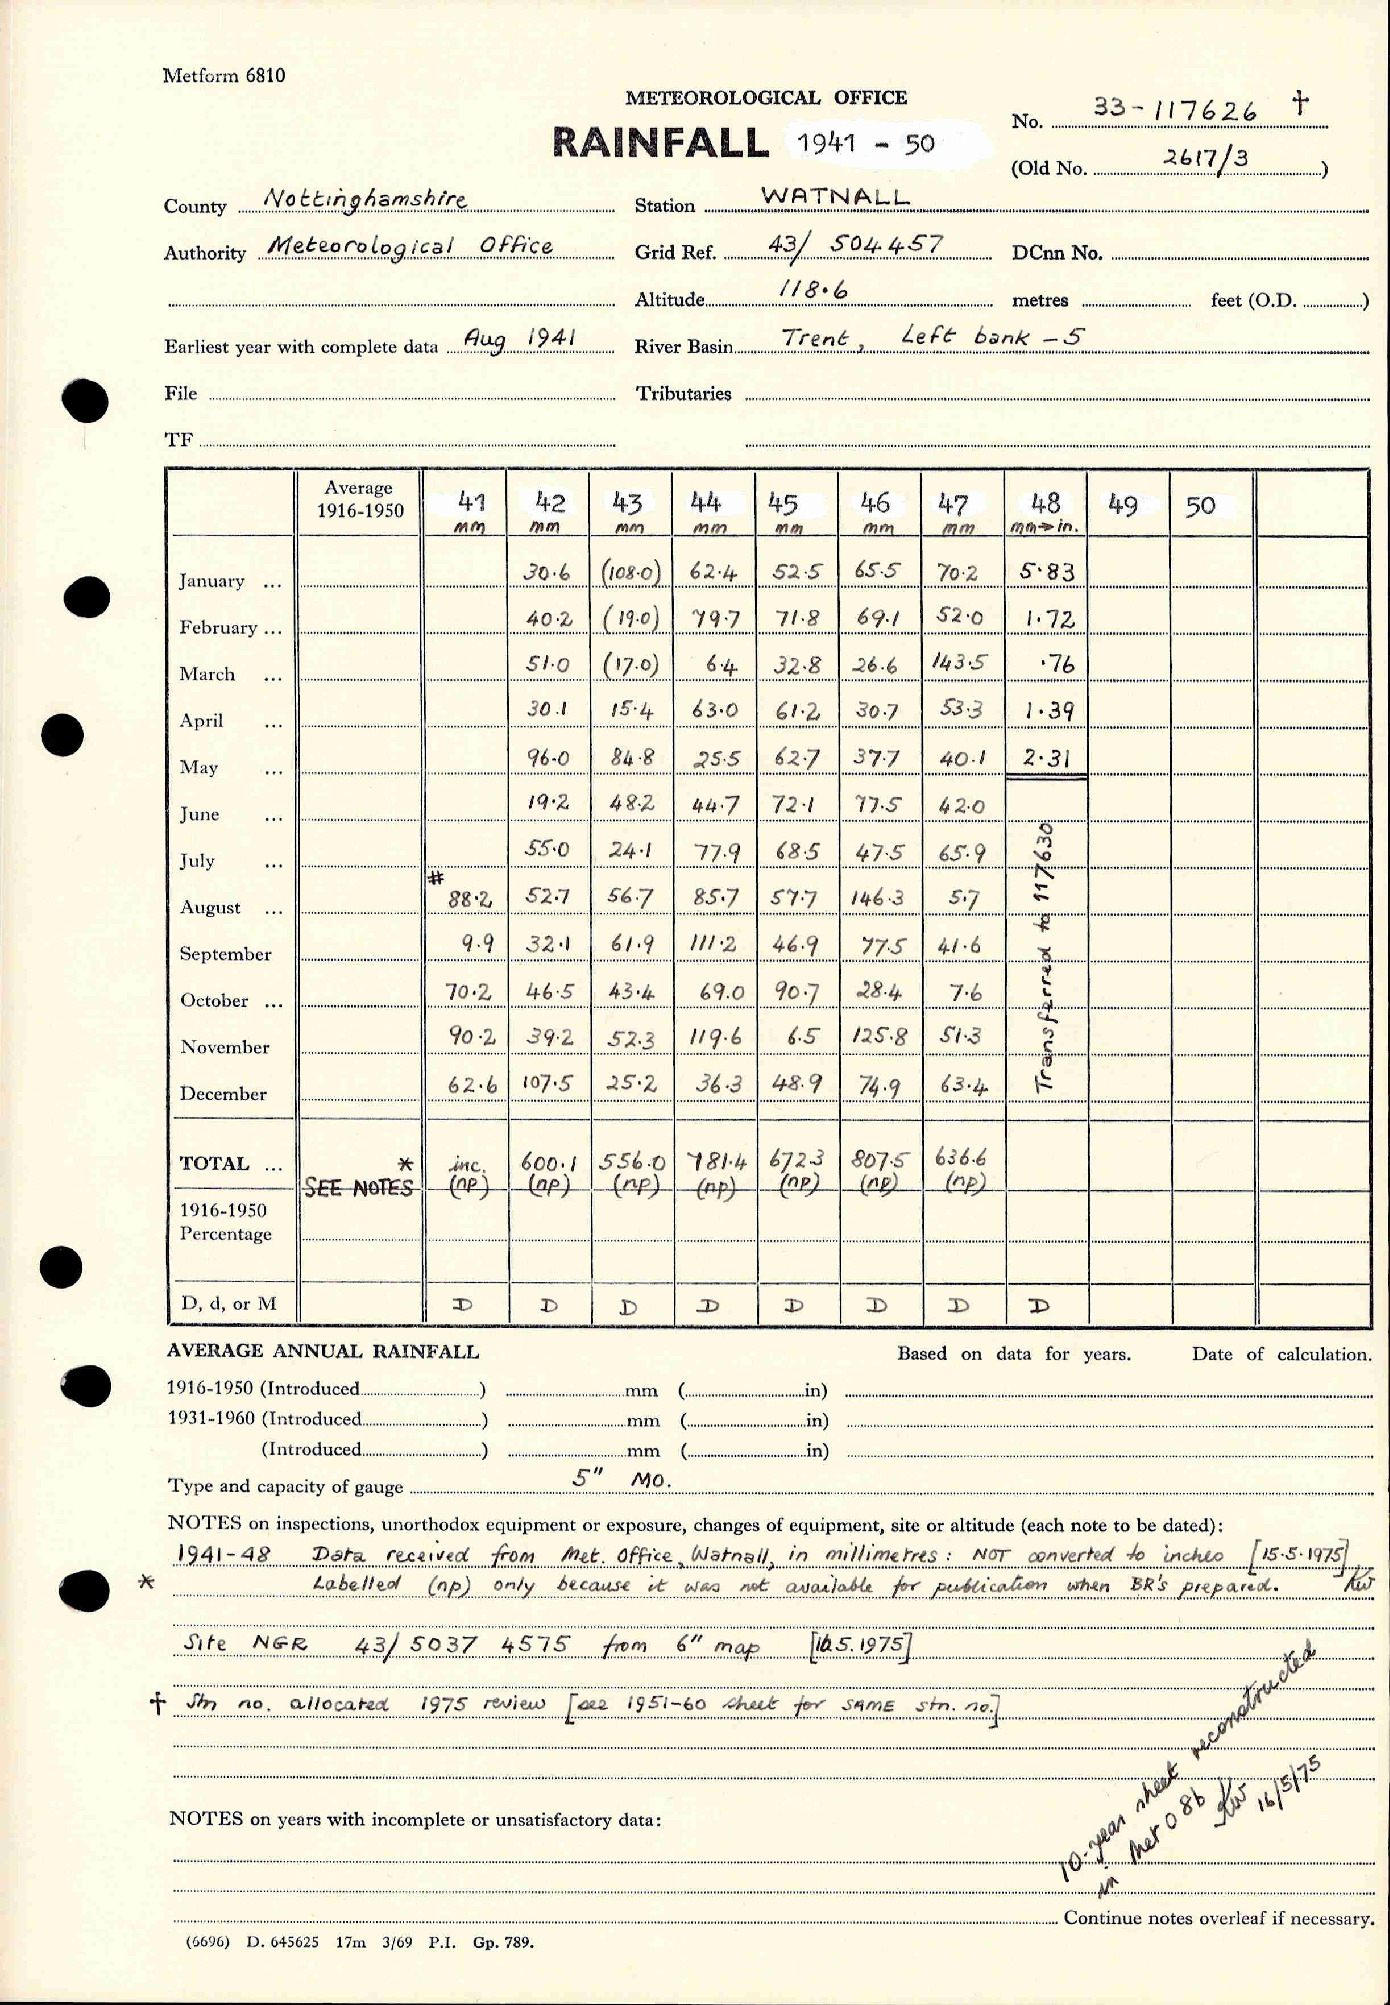 Metform 6810
METEOROLOGICAL OFFICE
RAINFALL 1941 - 50
No. 33-117626 †
(Old No. 2617/3 )
County Nottinghamshire Station WATNALL
Authority Meteorological Office Grid Ref. 43/ 504457 DCnn No.
Altitude 118.6 metres feet (O.D. )
Earliest year with complete data Aug 1941 River Basin Trent, Left bank - 5
File Tributaries
TF
Average 1916-1950 41 42 43 44 45 46 47 48 49 50
mm mm mm mm mm mm mm mm→in.
January ... 30.6 (108.0) 62.4 52.5 65.5 70.2 5.83
February ... 40.2 (19.0) 79.7 71.8 69.1 52.0 1.72
March ... 51.0 (17.0) 6.4 32.8 26.6 143.5 .76
April ... 30.1 15.4 63.0 61.2 30.7 53.3 1.39
May ... 96.0 84.8 25.5 62.7 37.7 40.1 2.31
June ... 19.2 48.2 44.7 72.1 77.5 42.0
July ... 55.0 24.1 77.9 68.5 47.5 65.9
August ... # 88.2 52.7 56.7 85.7 57.7 146.3 5.7
September 9.9 32.1 61.9 111.2 46.9 77.5 41.6
October ... 70.2 46.5 43.4 69.0 90.7 28.4 7.6
November 90.2 39.2 52.3 119.6 6.5 125.8 51.3
December 62.6 107.5 25.2 36.3 48.9 74.9 63.4
Transferred to 117630
TOTAL ... * inc. 600.1 556.0 781.4 672.3 807.5 636.6
SEE NOTES (np) (np) (np) (np) (np) (np) (np)
1916-1950
Percentage
D, d, or M D D D D D D D D
AVERAGE ANNUAL RAINFALL Based on data for years. Date of calculation.
1916-1950 (Introduced ) mm ( in)
1931-1960 (Introduced ) mm ( in)
(Introduced ) mm ( in)
Type and capacity of gauge 5" MO.
NOTES on inspections, unorthodox equipment or exposure, changes of equipment, site or altitude (each note to be dated):
1941-48 Data received from Met. Office, Watnall, in millimetres: NOT converted to inches [15.5.1975]
* Labelled (np) only because it was not available for publication when BR's prepared. KW
Site NGR 43/ 5037 4575 from 6" map [16.5.1975]
† Stn no. allocated 1975 review [see 1951-60 sheet for SAME stn. no.]
10-year sheet reconstructed
in Met O 8b KW 16/5/75
NOTES on years with incomplete or unsatisfactory data:
Continue notes overleaf if necessary.
(6696) D. 645625 17m 3/69 P.I. Gp. 789.